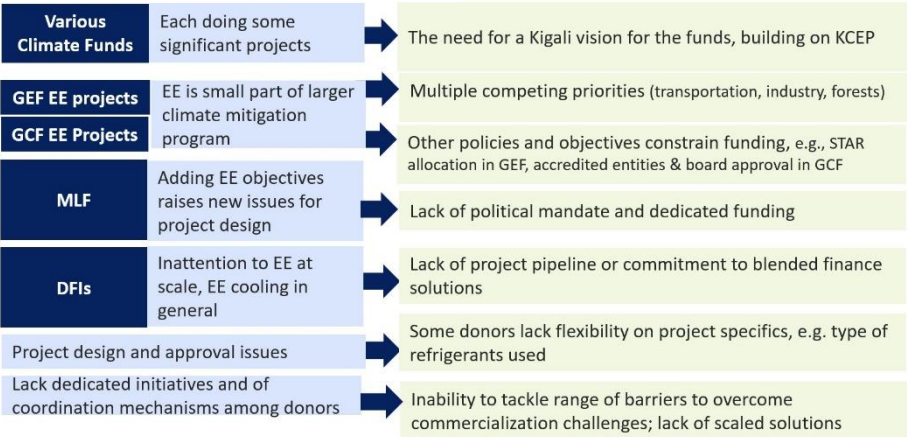 Various
Climate Funds
Each doing some
significant projects
The need for a Kigali vision for the funds, building on KCEP
GEF EE projects
GCF EE Projects
EE is small part of larger
climate mitigation
program
Multiple competing priorities (transportation, industry, forests)
Other policies and objectives constrain funding, e.g., STAR
allocation in GEF, accredited entities & board approval in GCF
MLF
Adding EE objectives
raises new issues for
project design
Lack of political mandate and dedicated funding
DFIs
Inattention to EE at
scale, EE cooling in
general
Lack of project pipeline or commitment to blended finance
solutions
Project design and approval issues
Some donors lack flexibility on project specifics, e.g. type of
refrigerants used
Lack dedicated initiatives and of
coordination mechanisms among donors
Inability to tackle range of barriers to overcome
commercialization challenges; lack of scaled solutions